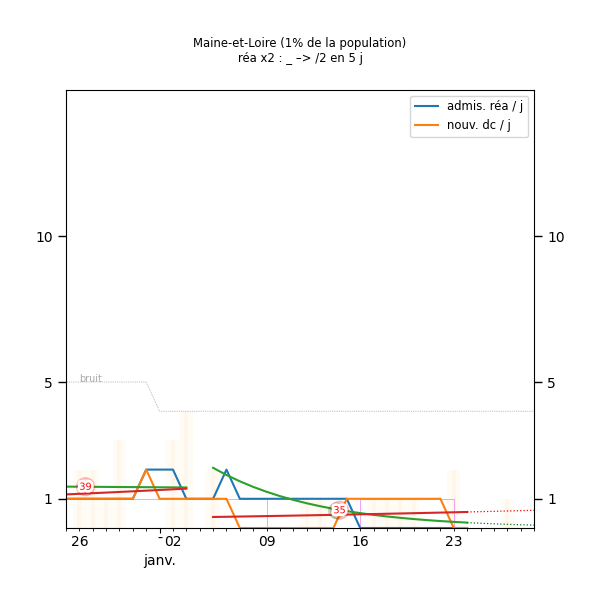 Maine-et-Loire (1% de la population)
réa x2 : _ –> /2 en 5 j
admis. réa / j
nouv. dc / j
10
10
bruit
5
5
39
35
1
1
26
02
09
16
23
janv.